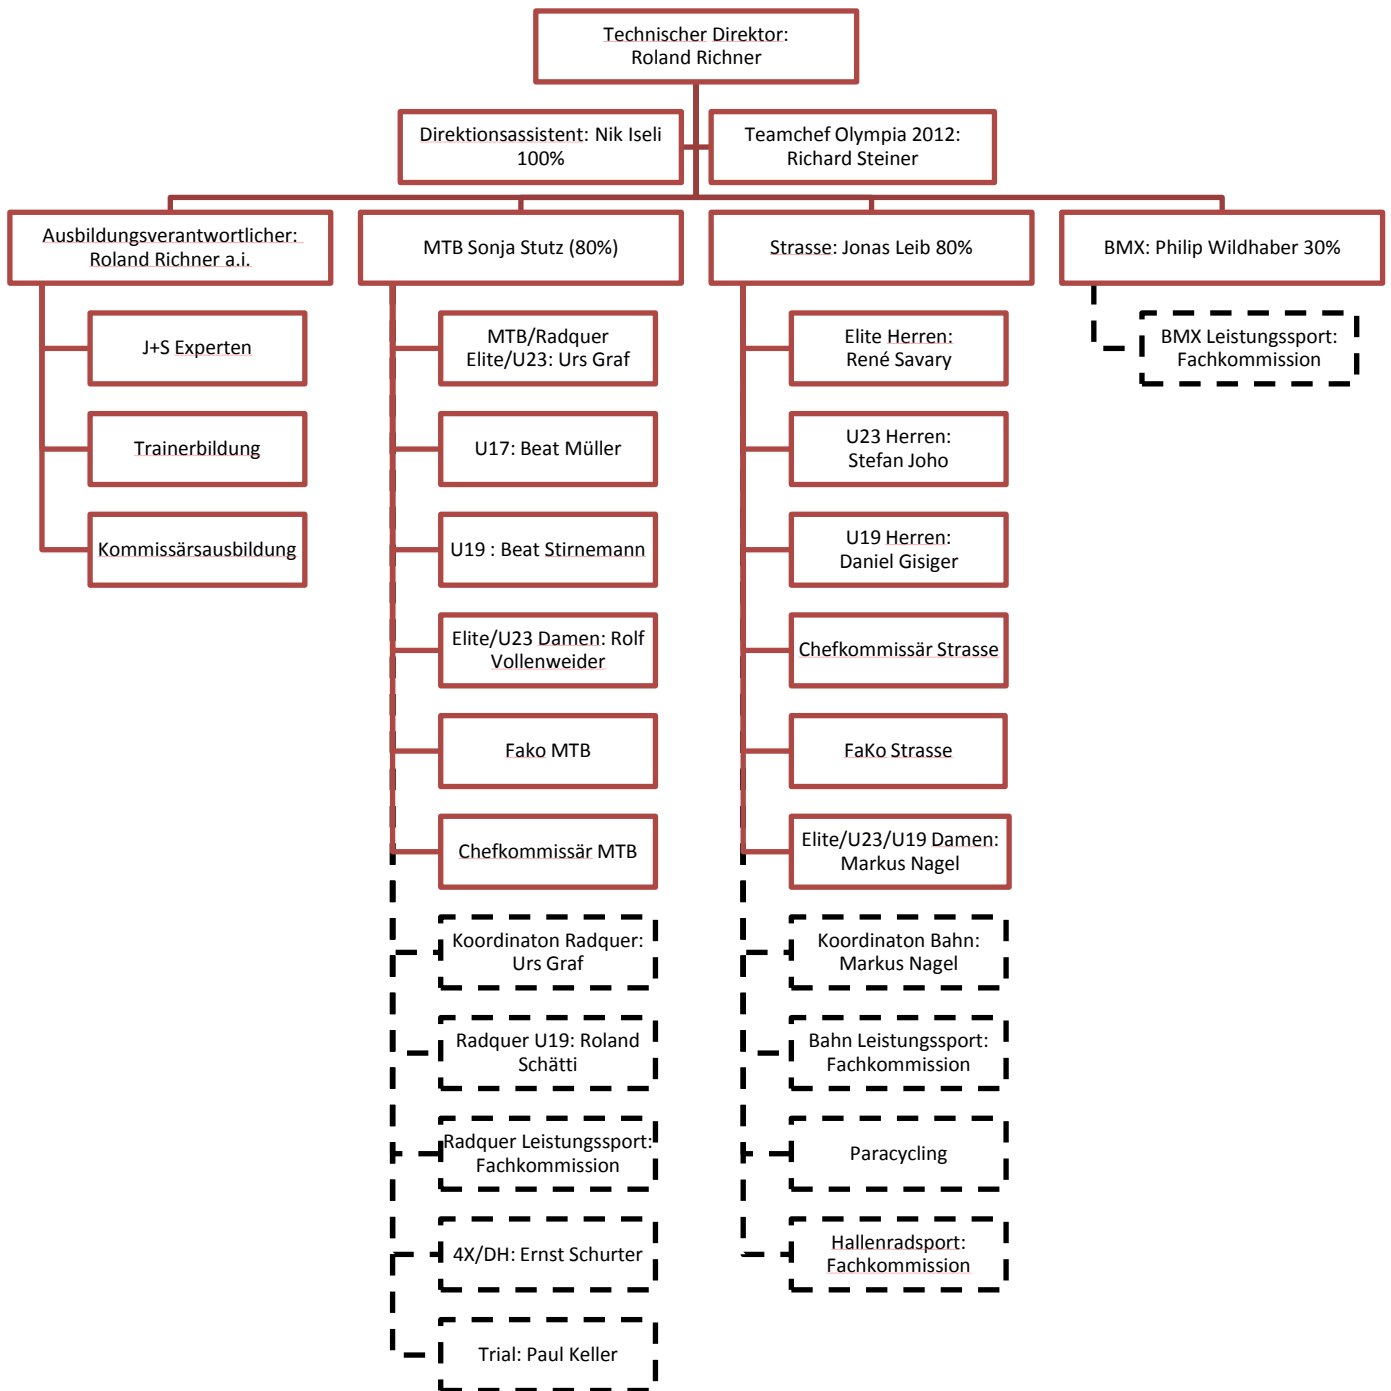 Technischer Direktor:
Roland Richner
Direktionsassistent: Nik Iseli
100%
Teamchef Olympia 2012:
Richard Steiner
Ausbildungsverantwortlicher:
Roland Richner a.i.
MTB Sonja Stutz (80%)
Strasse: Jonas Leib 80%
BMX: Philip Wildhaber 30%
J+S Experten
Trainerbildung
Kommissärsausbildung
MTB/Radquer
Elite/U23: Urs Graf
U17: Beat Müller
U19 : Beat Stirnemann
Elite/U23 Damen: Rolf
Vollenweider
Fako MTB
Chefkommissär MTB
Koordinaton Radquer:
Urs Graf
Radquer U19: Roland
Schätti
Radquer Leistungssport:
Fachkommission
4X/DH: Ernst Schurter
Trial: Paul Keller
Elite Herren:
René Savary
U23 Herren:
Stefan Joho
U19 Herren:
Daniel Gisiger
Chefkommissär Strasse
FaKo Strasse
Elite/U23/U19 Damen:
Markus Nagel
Koordinaton Bahn:
Markus Nagel
Bahn Leistungssport:
Fachkommission
Paracycling
Hallenradsport:
Fachkommission
BMX Leistungssport:
Fachkommission